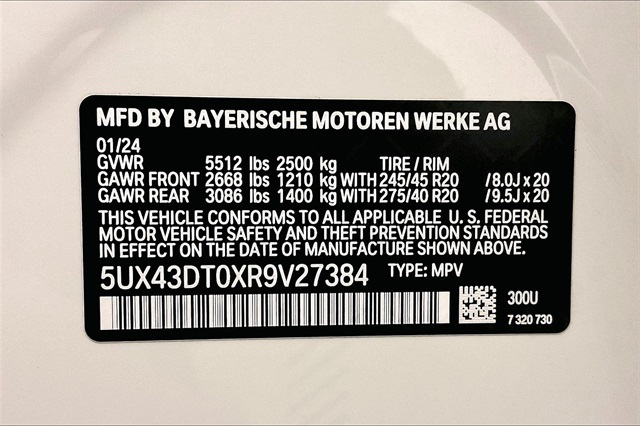 MFD BY BAYERISCHE MOTOREN WERKE AG
01/24
GVWR 5512 lbs 2500 kg TIRE / RIM
GAWR FRONT 2668 lbs 1210 kg WITH 245/45 R20 /8.0J x 20
GAWR REAR 3086 lbs 1400 kg WITH 275/40 R20 /9.5J x 20
THIS VEHICLE CONFORMS TO ALL APPLICABLE U. S. FEDERAL
MOTOR VEHICLE SAFETY AND THEFT PREVENTION STANDARDS
IN EFFECT ON THE DATE OF MANUFACTURE SHOWN ABOVE.
5UX43DT0XR9V27384 TYPE: MPV
300U
7 320 730